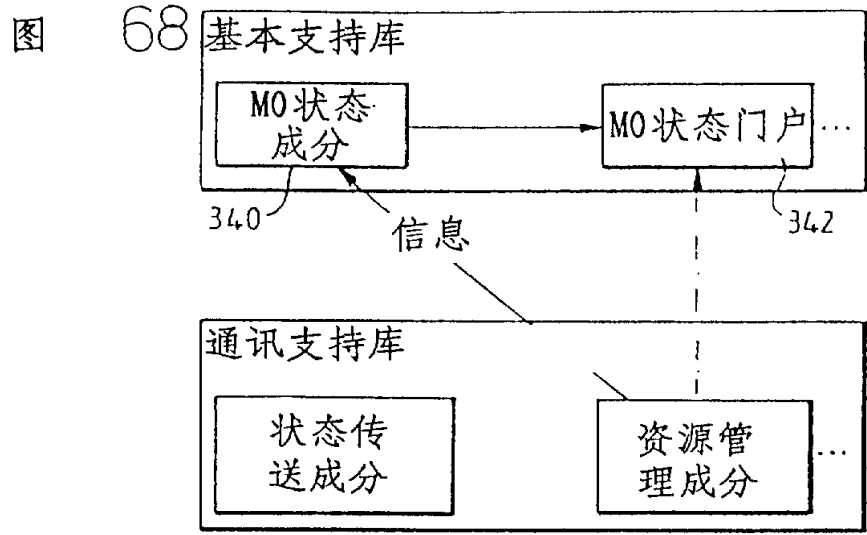 图 68
基本支持库
MO状态
成分
MO状态门户
...
340
342
信息
通讯支持库
状态传
送成分
资源管
理成分
...